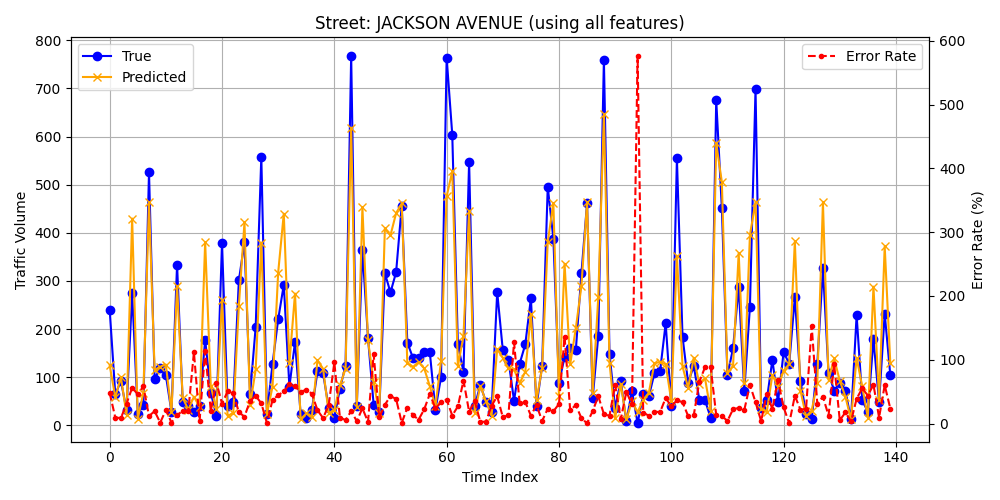 Street: JACKSON AVENUE (using all features)
True
Predicted
Error Rate
800
700
600
500
400
300
200
100
0
Traffic Volume
600
500
400
300
200
100
0
Error Rate (%)
0 20 40 60 80 100 120 140
Time Index